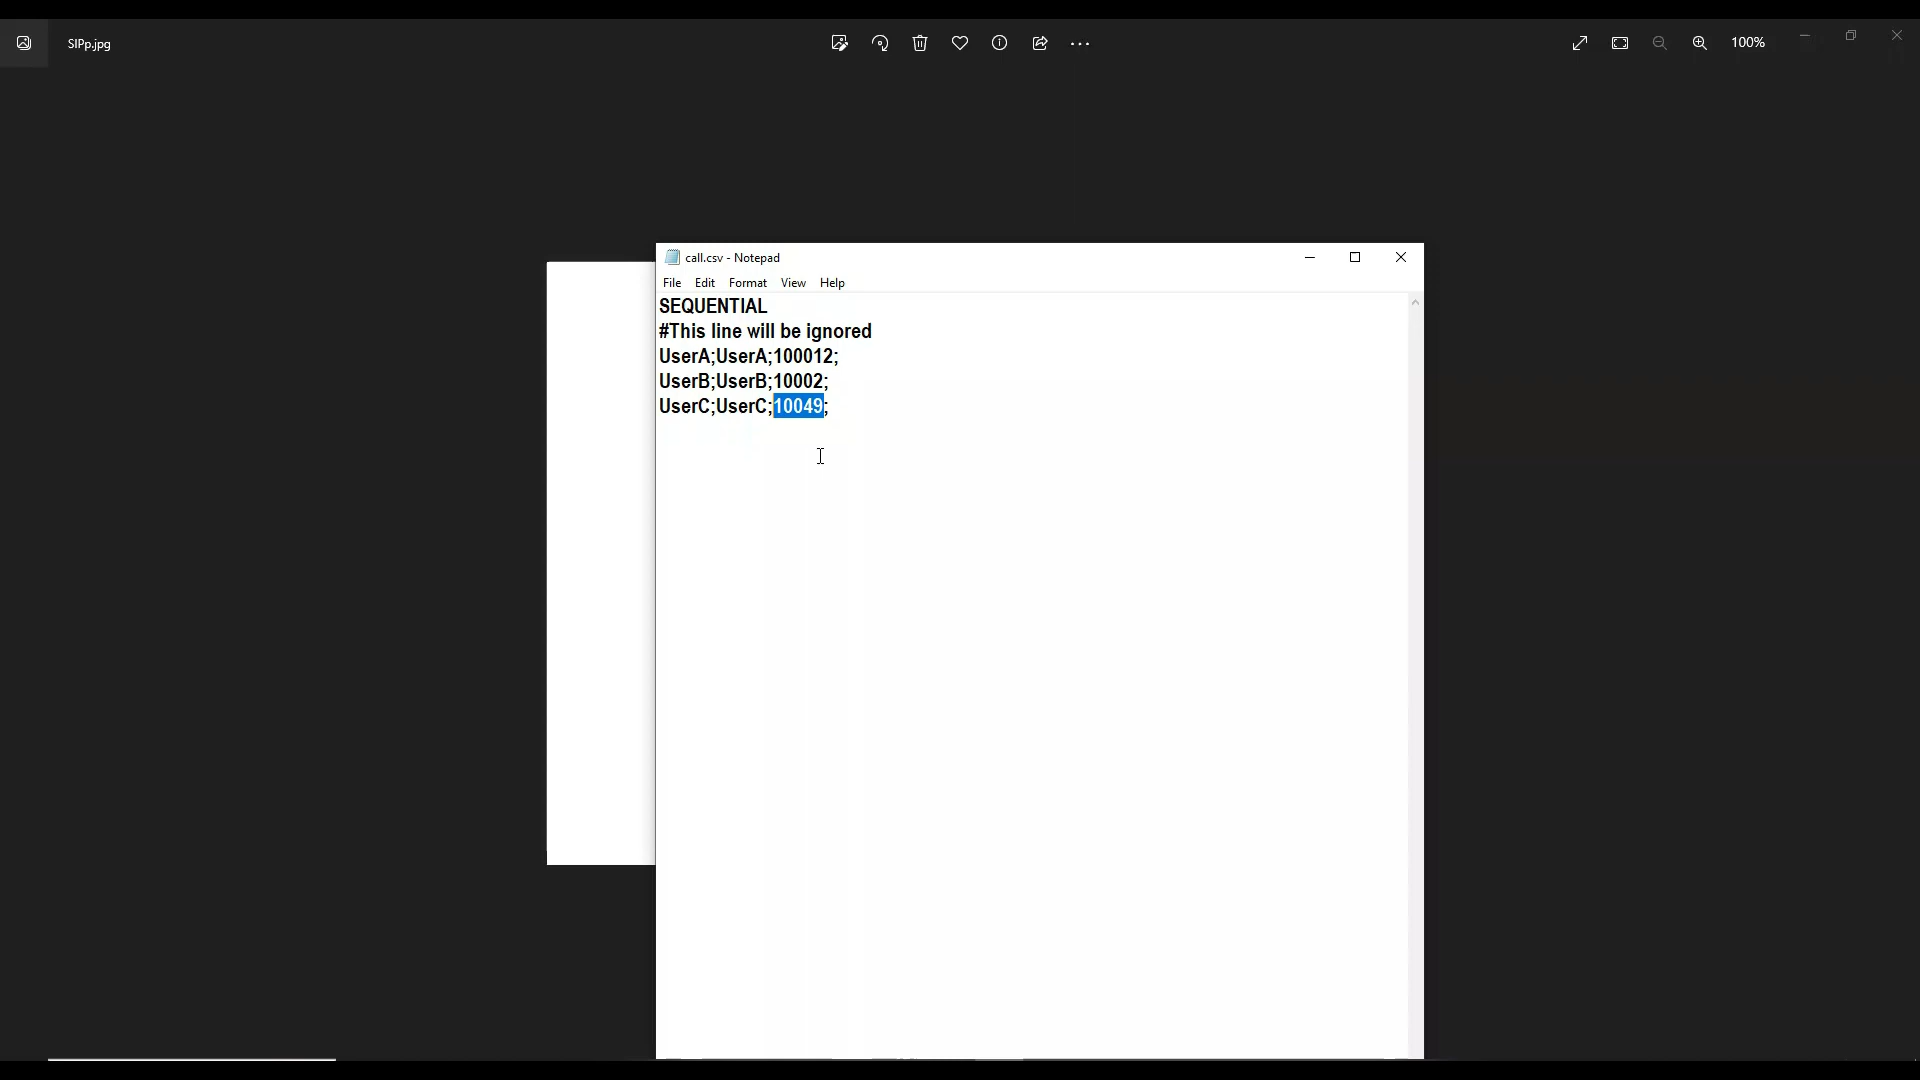 SIPp.jpg
100%
call.csv - Notepad
File Edit Format View Help
SEQUENTIAL
#This line will be ignored
UserA;UserA;100012;
UserB;UserB;10002;
UserC;UserC;10049;